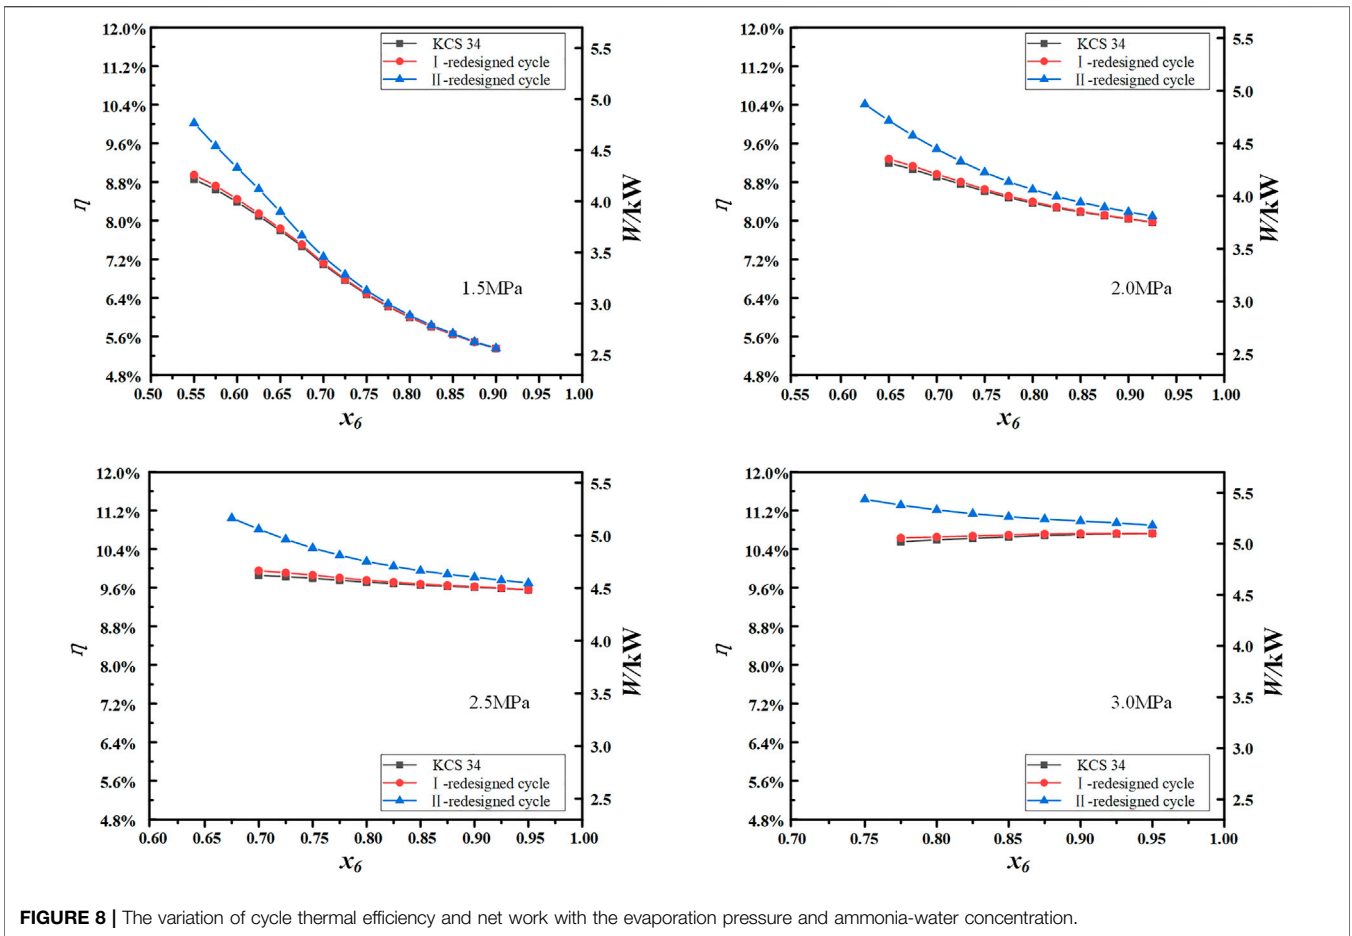 12.0%
11.2%
10.4%
9.6%
8.8%
8.0%
7.2%
6.4%
5.6%
4.8%
η
KCS 34
Ⅰ-redesigned cycle
Ⅱ-redesigned cycle
1.5MPa
5.5
5.0
4.5
4.0
3.5
3.0
2.5
W/kW
0.50 0.55 0.60 0.65 0.70 0.75 0.80 0.85 0.90 0.95 1.00
x6
12.0%
11.2%
10.4%
9.6%
8.8%
8.0%
7.2%
6.4%
5.6%
4.8%
η
KCS 34
Ⅰ-redesigned cycle
Ⅱ-redesigned cycle
2.0MPa
5.5
5.0
4.5
4.0
3.5
3.0
2.5
W/kW
0.55 0.60 0.65 0.70 0.75 0.80 0.85 0.90 0.95 1.00
x6
12.0%
11.2%
10.4%
9.6%
8.8%
8.0%
7.2%
6.4%
5.6%
4.8%
η
2.5MPa
KCS 34
Ⅰ-redesigned cycle
Ⅱ-redesigned cycle
5.5
5.0
4.5
4.0
3.5
3.0
2.5
W/kW
0.60 0.65 0.70 0.75 0.80 0.85 0.90 0.95 1.00
x6
12.0%
11.2%
10.4%
9.6%
8.8%
8.0%
7.2%
6.4%
5.6%
4.8%
η
3.0MPa
KCS 34
Ⅰ-redesigned cycle
Ⅱ-redesigned cycle
5.5
5.0
4.5
4.0
3.5
3.0
2.5
W/kW
0.70 0.75 0.80 0.85 0.90 0.95 1.00
x6
FIGURE 8 | The variation of cycle thermal efficiency and net work with the evaporation pressure and ammonia-water concentration.